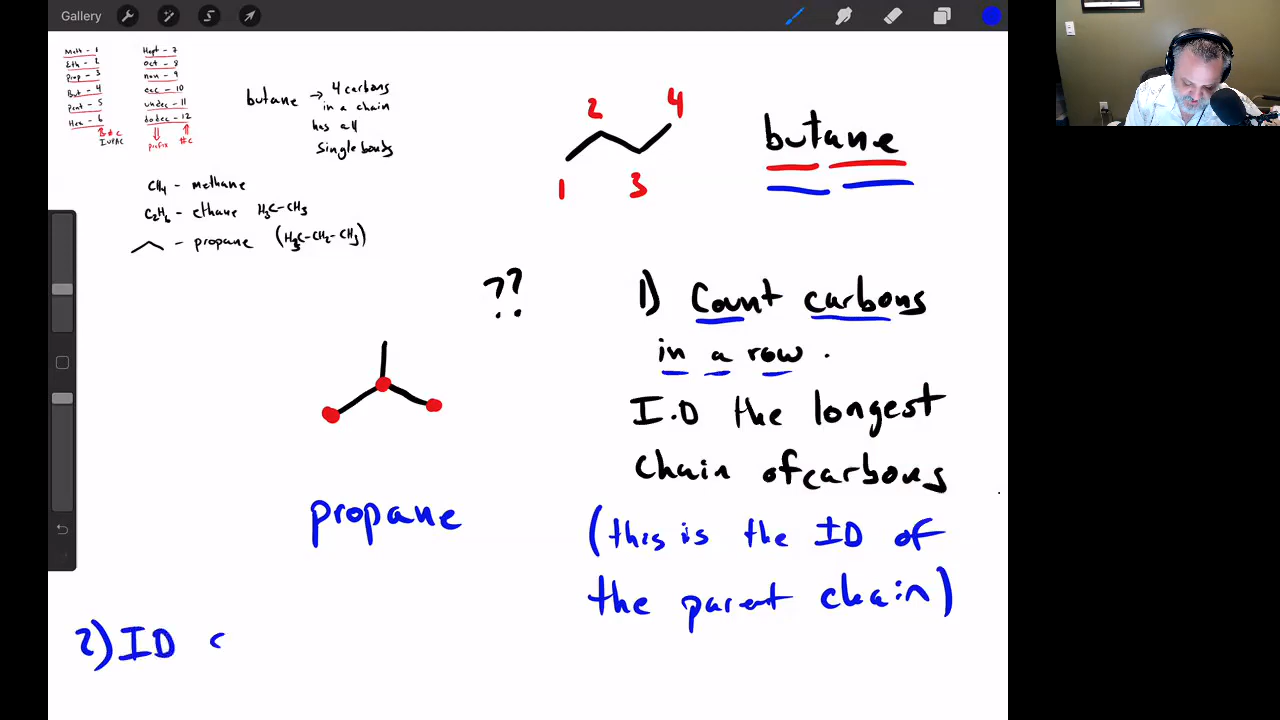 Gallery
Meth - 1
Eth - 2
Prop - 3
But - 4
Pent - 5
Hex - 6
B # C
IUPAC
Hept - 7
oct - 8
non - 9
dec - 10
undec - 11
dodec - 12
prefix
#C
butane → 4 carbons
in a chain
has all
single bonds
CH4 - methane
C2H6 - ethane H3C-CH3
- propane (H3C-CH2-CH3)
1
2
3
4
butane
??
1) Count carbons
in a row.
I.D the longest
chain of carbons
(this is the ID of
the parent chain)
propane
2) ID